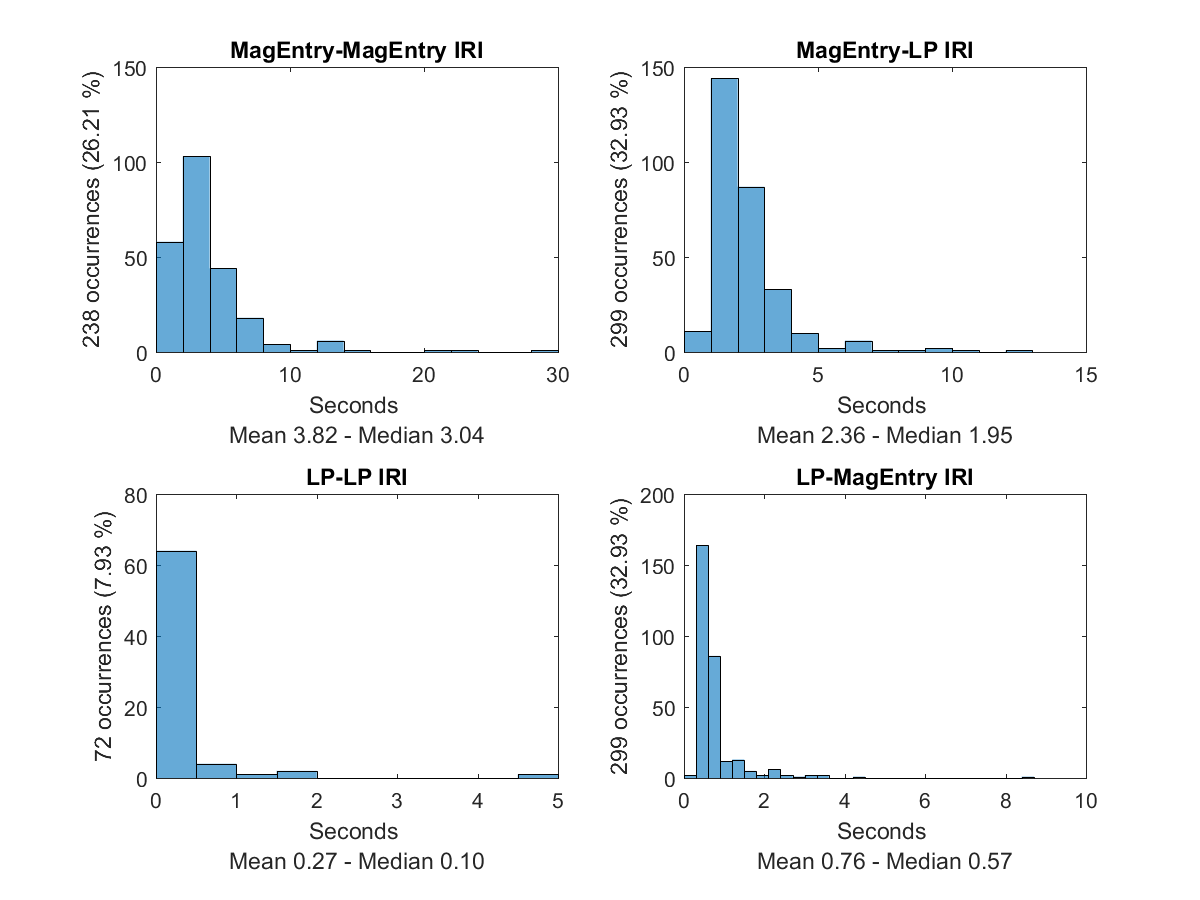 MagEntry-MagEntry IRI
150
100
50
0
238 occurrences (26.21 %)
0 10 20 30
Seconds
Mean 3.82 - Median 3.04
MagEntry-LP IRI
150
100
50
0
299 occurrences (32.93 %)
0 5 10 15
Seconds
Mean 2.36 - Median 1.95
LP-LP IRI
80
60
40
20
0
72 occurrences (7.93 %)
0 1 2 3 4 5
Seconds
Mean 0.27 - Median 0.10
LP-MagEntry IRI
200
150
100
50
0
299 occurrences (32.93 %)
0 2 4 6 8 10
Seconds
Mean 0.76 - Median 0.57